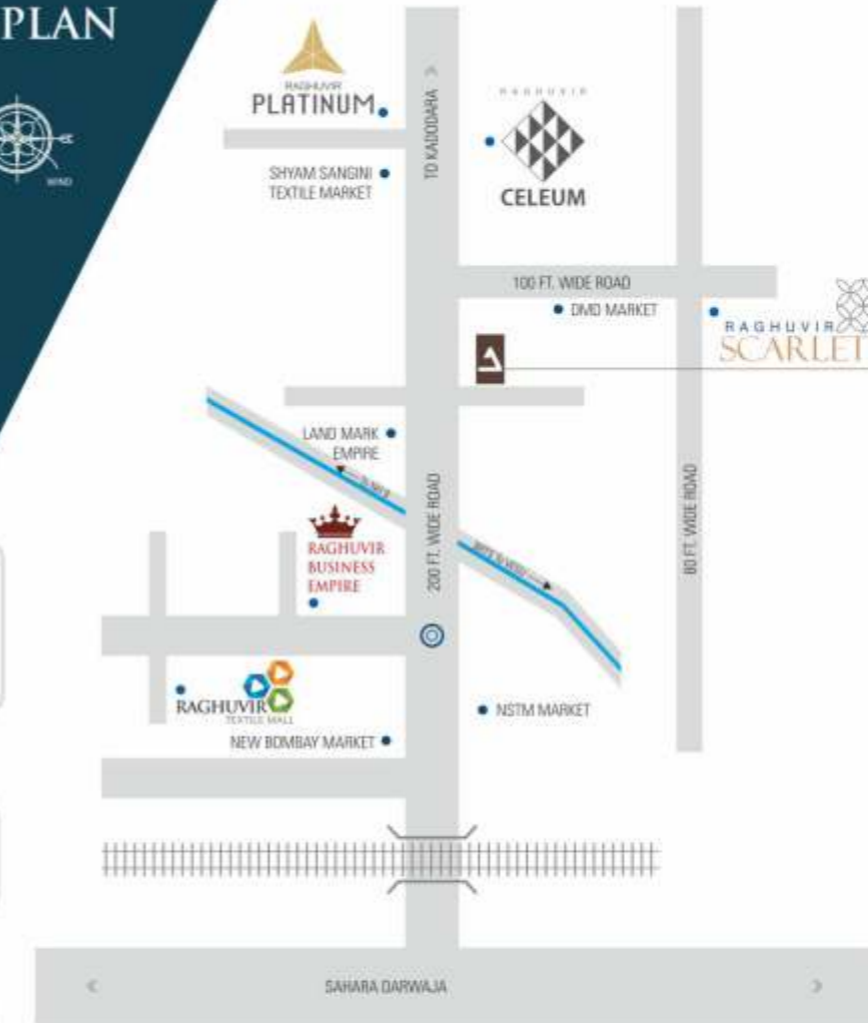 PLAN
WIND
RAGHUVIR
PLATINUM
TO KADODARA
RAGHUVIR
CELEUM
SHYAM SANGINI
TEXTILE MARKET
100 FT. WIDE ROAD
DMD MARKET
RAGHUVIR
SCARLET
LAND MARK
EMPIRE
200 FT. WIDE ROAD
80 FT. WIDE ROAD
RAGHUVIR
BUSINESS
EMPIRE
RAGHUVIR
TEXTILE MALL
NSTM MARKET
NEW BOMBAY MARKET
SAHARA DARWAJA